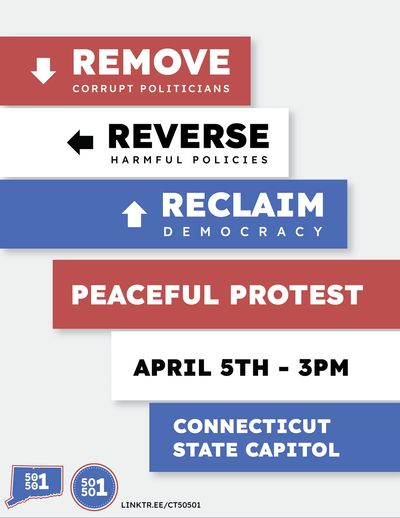 REMOVE
CORRUPT POLITICIANS
REVERSE
HARMFUL POLICIES
RECLAIM
DEMOCRACY
PEACEFUL PROTEST
APRIL 5TH - 3PM
CONNECTICUT
STATE CAPITOL
50
50 1
50
50 1
LINKTR.EE/CT50501